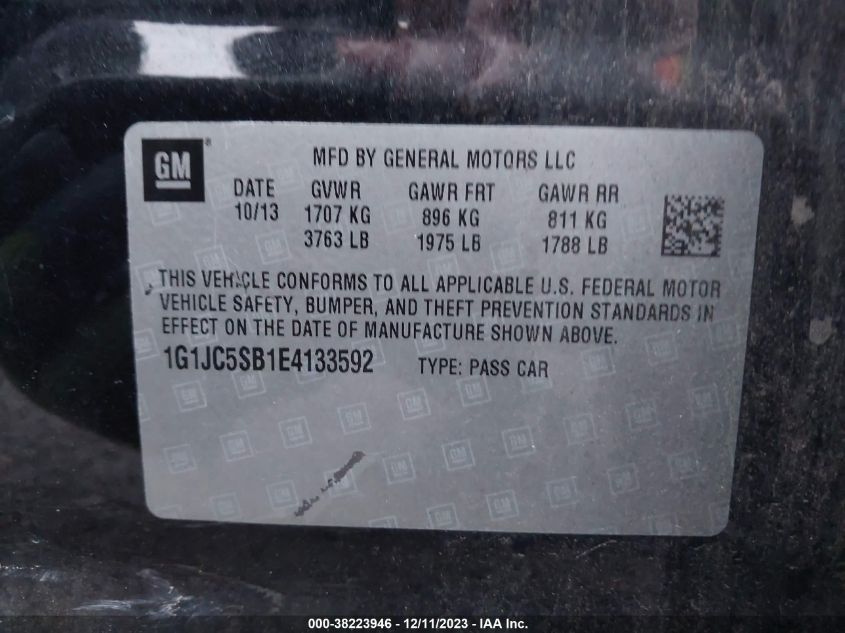 GM ®
MFD BY GENERAL MOTORS LLC
DATE GVWR GAWR FRT GAWR RR
10/13 1707 KG 896 KG 811 KG
3763 LB 1975 LB 1788 LB
THIS VEHICLE CONFORMS TO ALL APPLICABLE U.S. FEDERAL MOTOR
VEHICLE SAFETY, BUMPER, AND THEFT PREVENTION STANDARDS IN
EFFECT ON THE DATE OF MANUFACTURE SHOWN ABOVE.
1G1JC5SB1E4133592 TYPE: PASS CAR
000-38223946 - 12/11/2023 - IAA Inc.